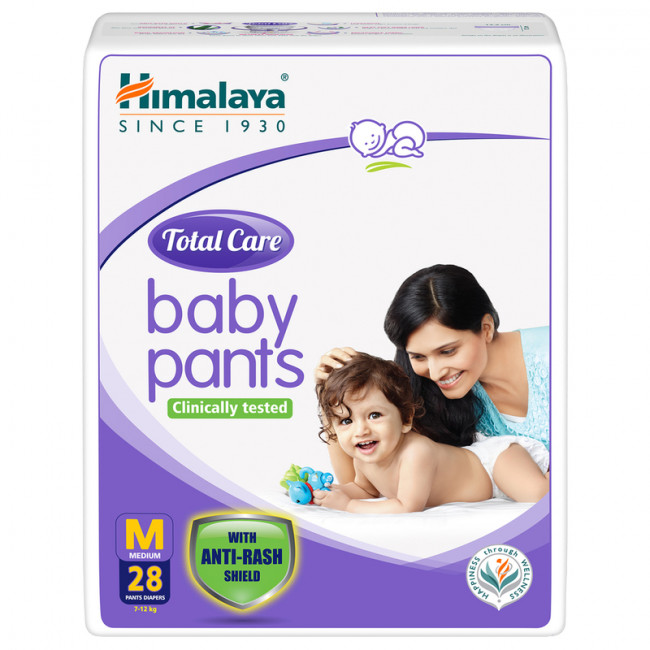 Himalaya®
SINCE 1930
Total Care
baby
pants
Clinically tested
M
MEDIUM
28
PANTS DIAPERS
7-12 kg
WITH
ANTI-RASH
SHIELD
HAPPINESS through WELLNESS